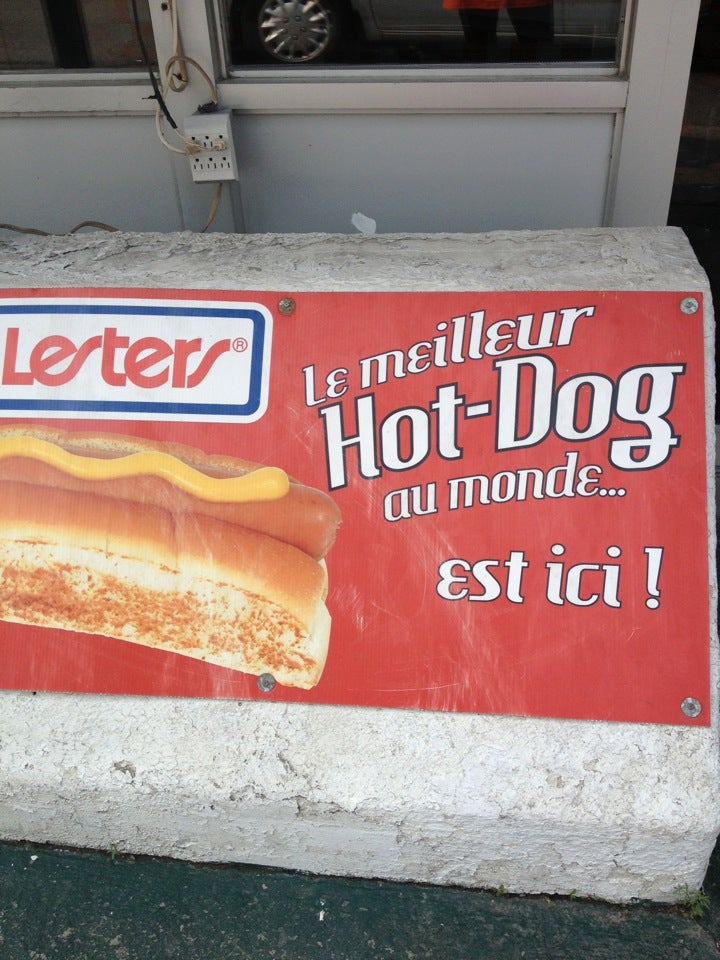 Lesters®
Le meilleur
Hot-Dog
au monde...
est ici !